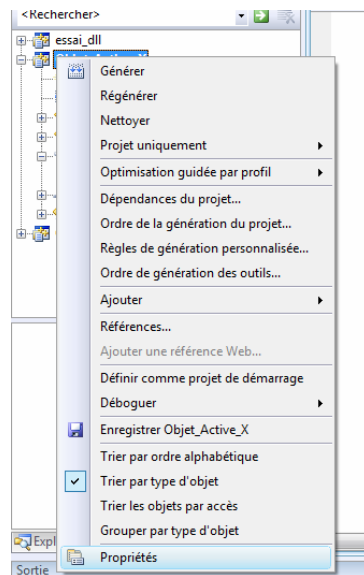 <Rechercher>
essai_dll
Générer
Régénérer
Nettoyer
Projet uniquement
Optimisation guidée par profil
Dépendances du projet...
Ordre de la génération du projet...
Règles de génération personnalisée...
Ordre de génération des outils...
Ajouter
Références...
Ajouter une référence Web...
Définir comme projet de démarrage
Déboguer
Enregistrer Objet_Active_X
Trier par ordre alphabétique
Trier par type d'objet
Trier les objets par accès
Grouper par type d'objet
Expl
Propriétés
Sortie